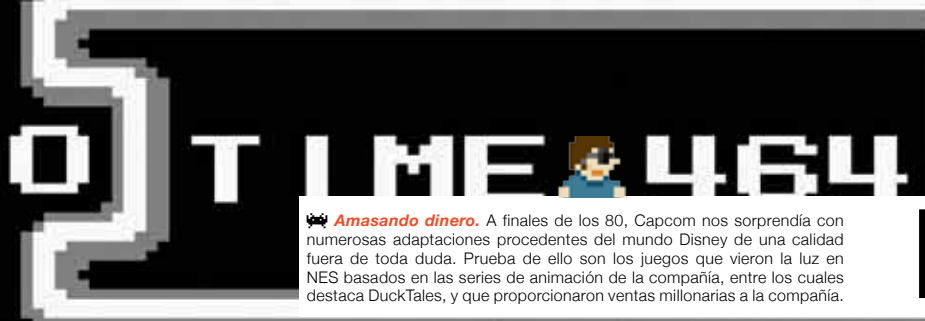 0 TIME 464
Amasando dinero. A finales de los 80, Capcom nos sorprendía con
numerosas adaptaciones procedentes del mundo Disney de una calidad
fuera de toda duda. Prueba de ello son los juegos que vieron la luz en
NES basados en las series de animación de la compañía, entre los cuales
destaca DuckTales, y que proporcionaron ventas millonarias a la compañía.